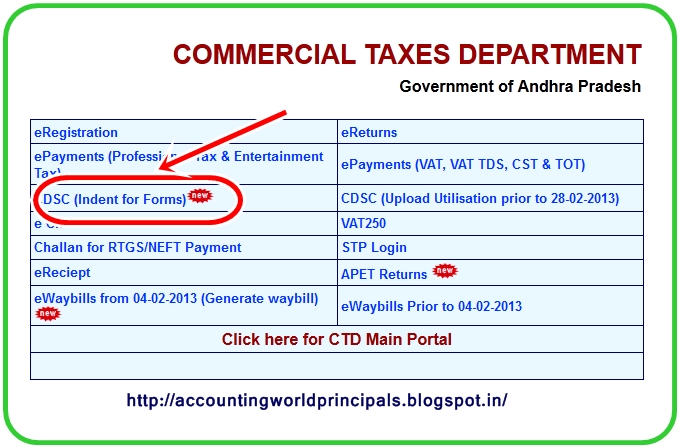 COMMERCIAL TAXES DEPARTMENT
Government of Andhra Pradesh
eRegistration
eReturns
ePayments (Profession Tax & Entertainment
Tax)
ePayments (VAT, VAT TDS, CST & TOT)
DSC (Indent for Forms) new
CDSC (Upload Utilisation prior to 28-02-2013)
e
VAT250
Challan for RTGS/NEFT Payment
STP Login
eReciept
APET Returns new
eWaybills from 04-02-2013 (Generate waybill)
new
eWaybills Prior to 04-02-2013
Click here for CTD Main Portal
http://accountingworldprincipals.blogspot.in/